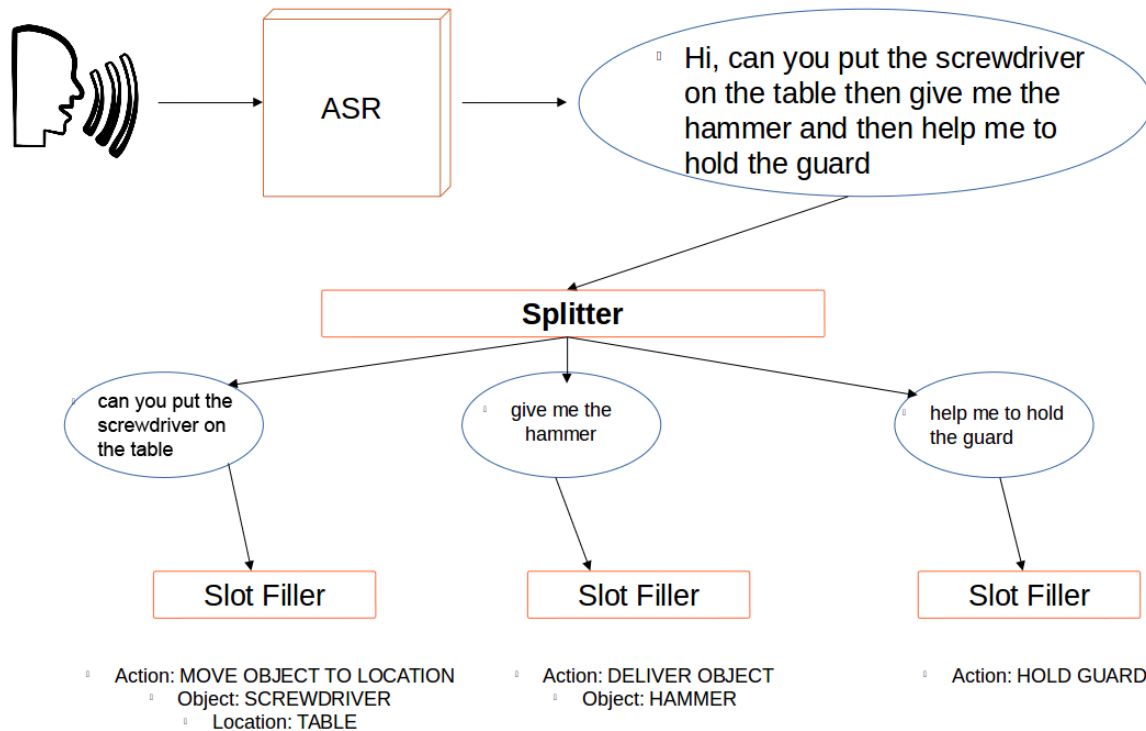 ASR
Hi, can you put the screwdriver
on the table then give me the
hammer and then help me to
hold the guard
Splitter
can you put the
screwdriver on
the table
give me the
hammer
help me to hold
the guard
Slot Filler
Slot Filler
Slot Filler
Action: MOVE OBJECT TO LOCATION
Object: SCREWDRIVER
Location: TABLE
Action: DELIVER OBJECT
Object: HAMMER
Action: HOLD GUARD